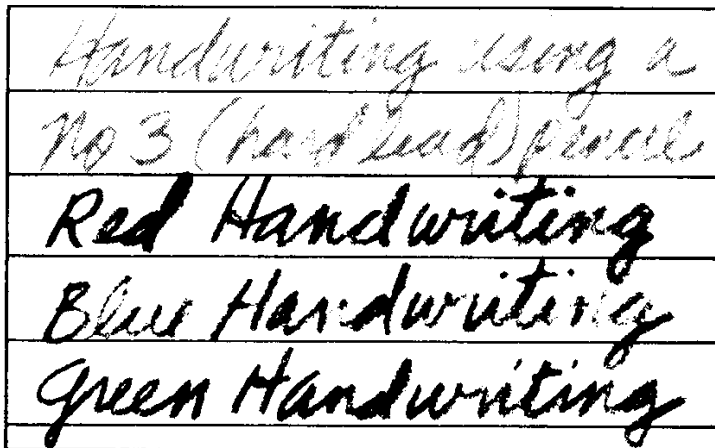 Handwriting using a
No 3 (hard lead) pencil
Red Handwriting
Blue Handwriting
Green Handwriting